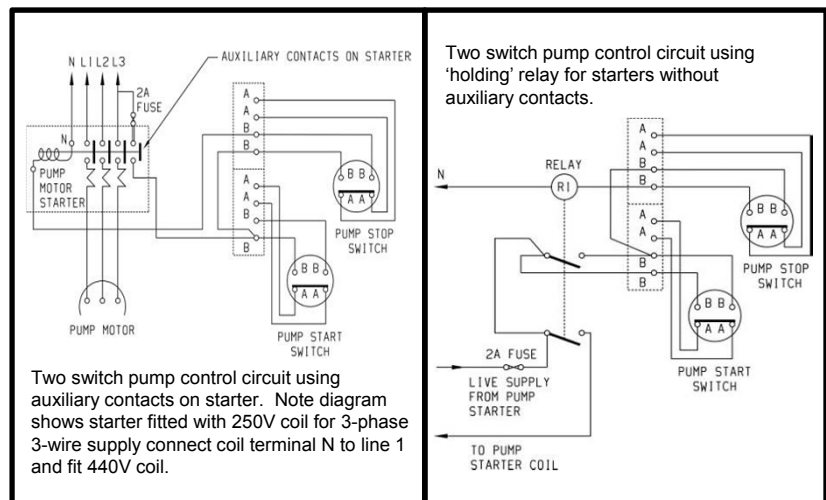 N L1 L2 L3
AUXILIARY CONTACTS ON STARTER
2A
FUSE
N
PUMP
MOTOR
STARTER
A
A
B
B
A
A
B
B
B B
A A
PUMP STOP
SWITCH
B B
A A
PUMP START
SWITCH
PUMP MOTOR
Two switch pump control circuit using
auxiliary contacts on starter. Note diagram
shows starter fitted with 250V coil for 3-phase
3-wire supply connect coil terminal N to line 1
and fit 440V coil.
Two switch pump control circuit using
‘holding’ relay for starters without
auxiliary contacts.
A
A
B
B
RELAY
N
R1
A
A
B
B
B B
A A
PUMP STOP
SWITCH
B B
A A
PUMP START
SWITCH
2A FUSE
LIVE SUPPLY
FROM PUMP
STARTER
TO PUMP
STARTER COIL